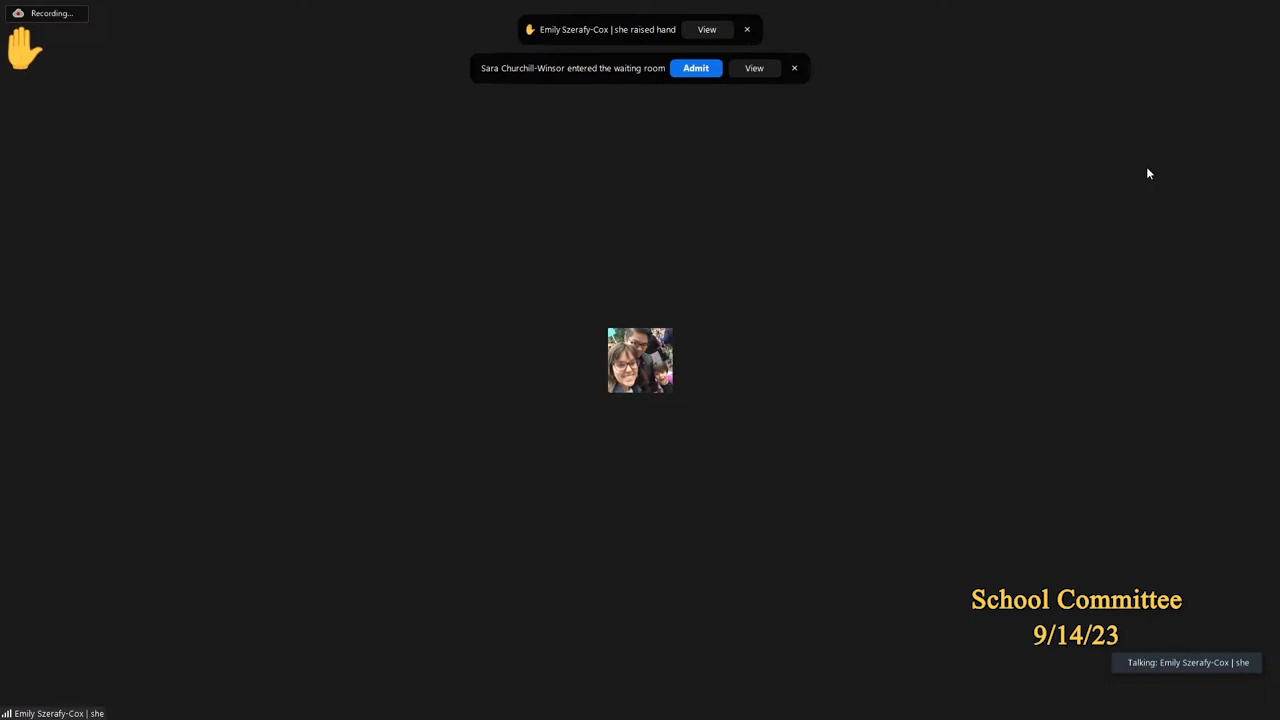 Recording...
Emily Szerafy-Cox | she raised hand View
Sara Churchill-Winsor entered the waiting room Admit View
School Committee
9/14/23
Talking: Emily Szerafy-Cox | she
Emily Szerafy-Cox | she